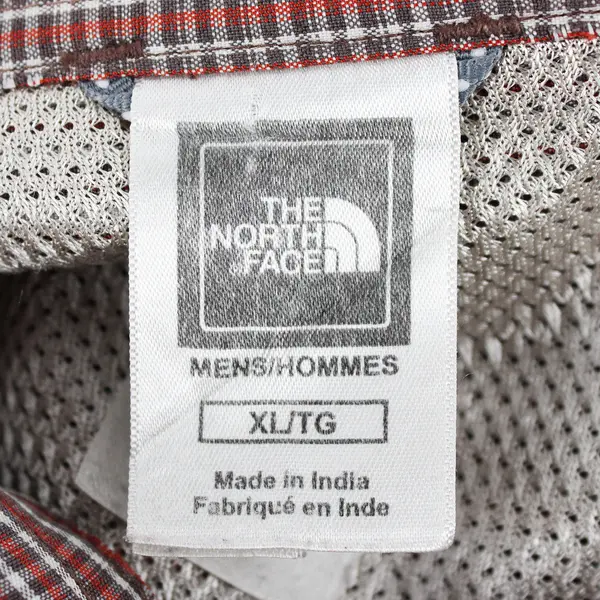 THE
NORTH
FACE
MENS/HOMMES
XL/TG
Made in India
Fabriqué en Inde